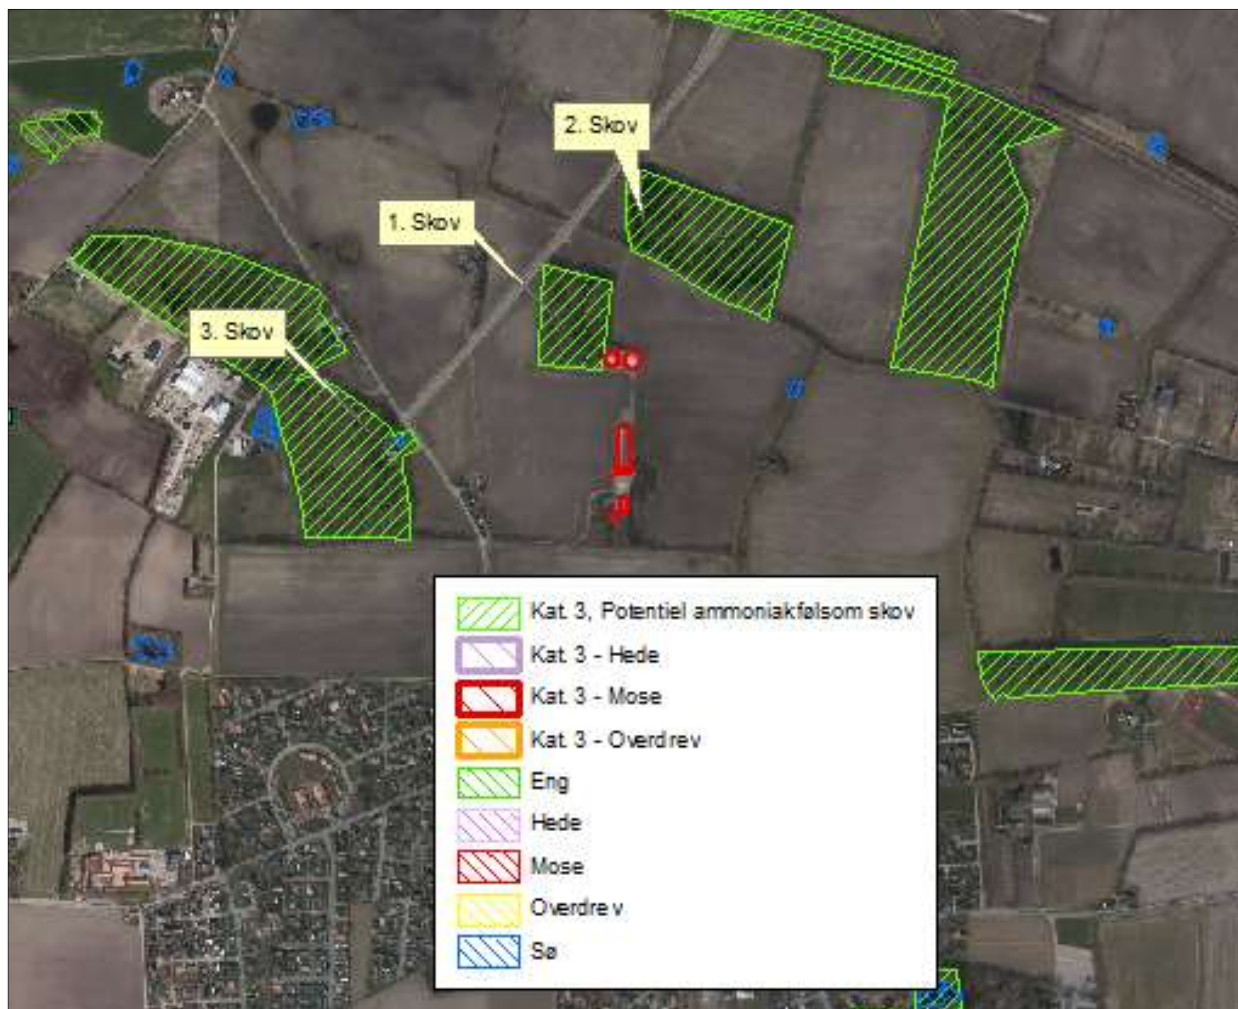 2. Skov
1. Skov
3. Skov
Kat. 3, Potentiel ammoniakfølsom skov
Kat. 3 - Hede
Kat. 3 - Mose
Kat. 3 - Overdrev
Eng
Hede
Mose
Overdrev
Sø